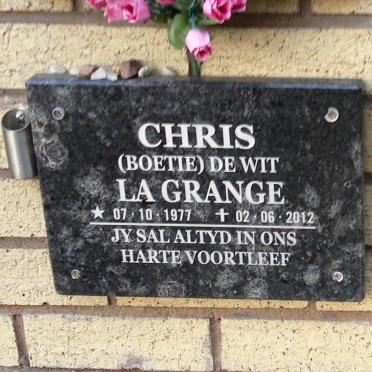 CHRIS
(BOETIE) DE WIT
LA GRANGE
★ 07 · 10 · 1977 ✝ 02 · 06 · 2012
JY SAL ALTYD IN ONS
HARTE VOORTLEEF